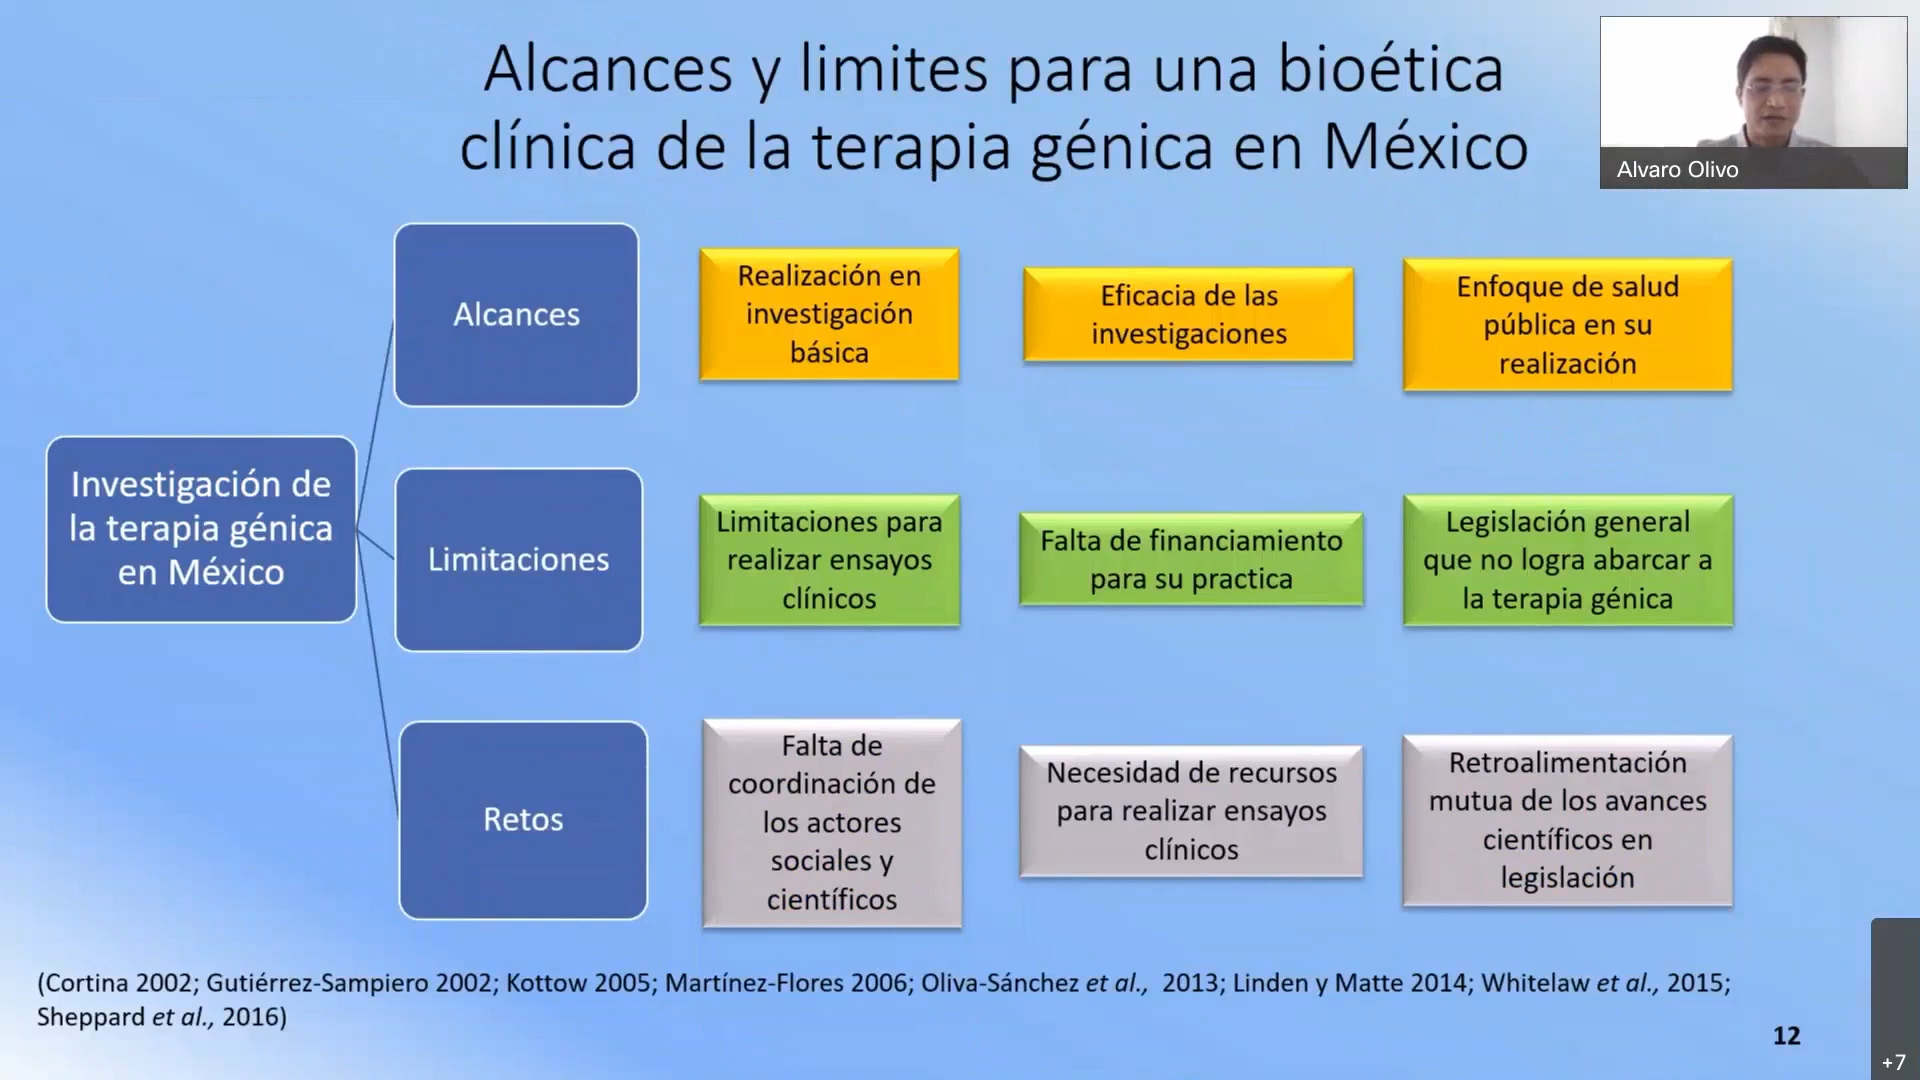 Alcances y limites para una bioética
clínica de la terapia génica en México
Alvaro Olivo
Investigación de
la terapia génica
en México
Alcances
Realización en
investigación
básica
Eficacia de las
investigaciones
Enfoque de salud
pública en su
realización
Limitaciones
Limitaciones para
realizar ensayos
clínicos
Falta de financiamiento
para su practica
Legislación general
que no logra abarcar a
la terapia génica
Retos
Falta de
coordinación de
los actores
sociales y
científicos
Necesidad de recursos
para realizar ensayos
clínicos
Retroalimentación
mutua de los avances
científicos en
legislación
(Cortina 2002; Gutiérrez-Sampiero 2002; Kottow 2005; Martínez-Flores 2006; Oliva-Sánchez et al., 2013; Linden y Matte 2014; Whitelaw et al., 2015;
Sheppard et al., 2016)
12
+7